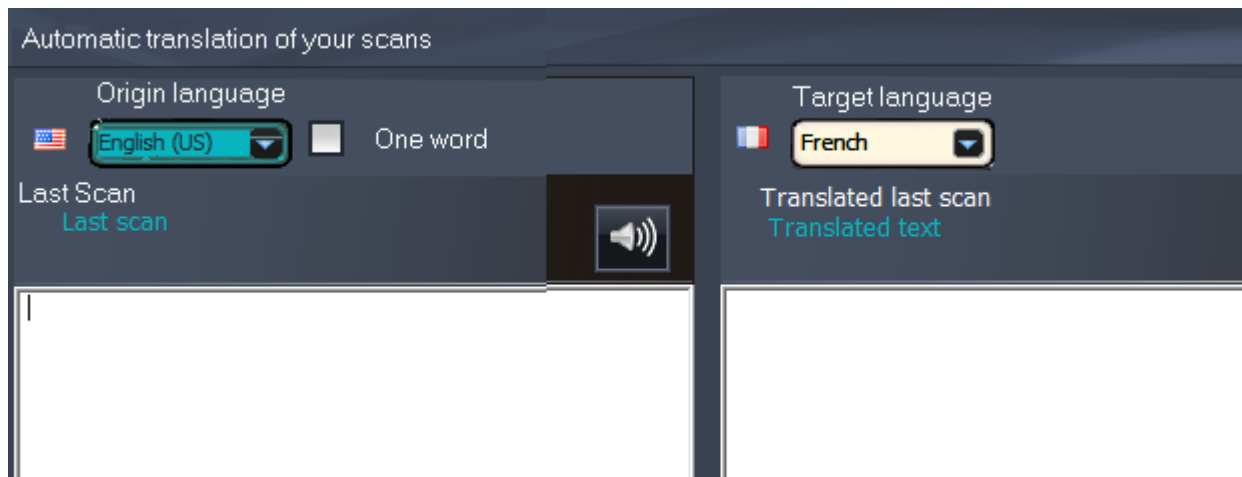 Automatic translation of your scans
Origin language
English (US)
One word
Last Scan
Last scan
Target language
French
Translated last scan
Translated text